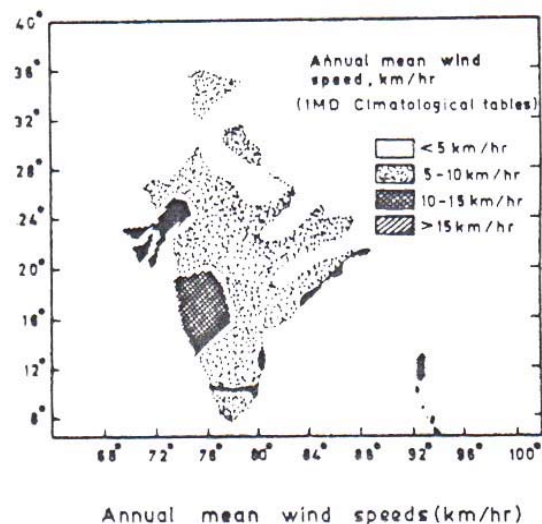 40°
36°
32°
28°
24°
20°
16°
12°
8°
Annual mean wind
speed, km/hr
(IMD Clmatological tables)
<5 km/hr
5-10 km/hr
10-15 km/hr
>15 km/hr
68° 72° 76° 80° 84° 88° 92° 96° 100° 102°
Annual mean wind speeds(km/hr)